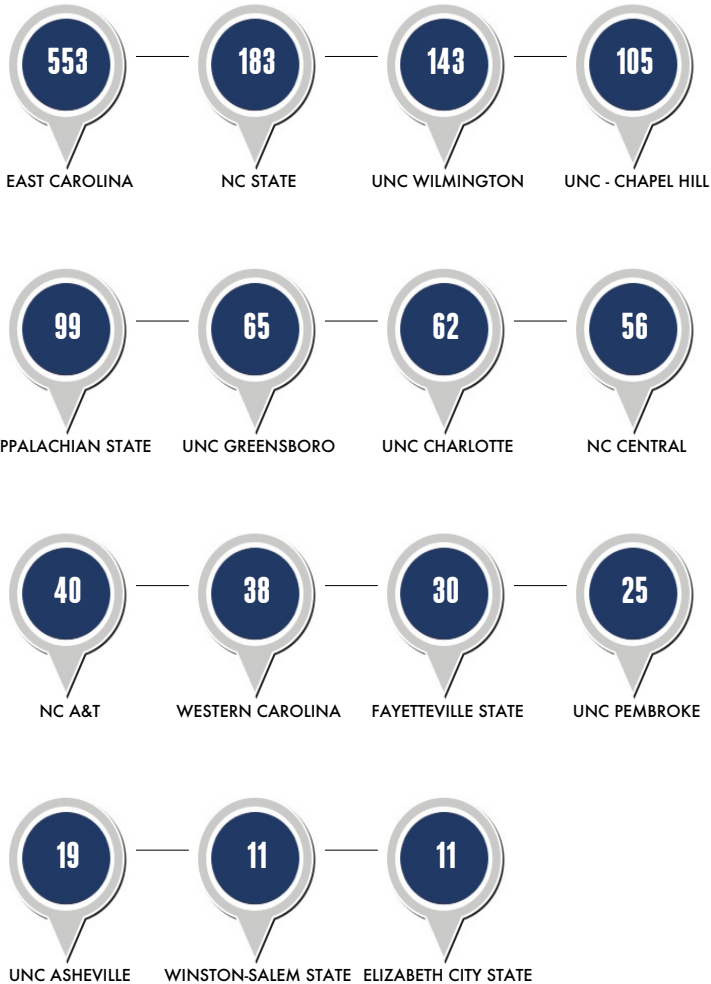 553 183 143 105
EAST CAROLINA NC STATE UNC WILMINGTON UNC - CHAPEL HILL
99 65 62 56
PPALACHIAN STATE UNC GREENSBORO UNC CHARLOTTE NC CENTRAL
40 38 30 25
NC A&T WESTERN CAROLINA FAYETTEVILLE STATE UNC PEMBROKE
19 11 11
UNC ASHEVILLE WINSTON-SALEM STATE ELIZABETH CITY STATE